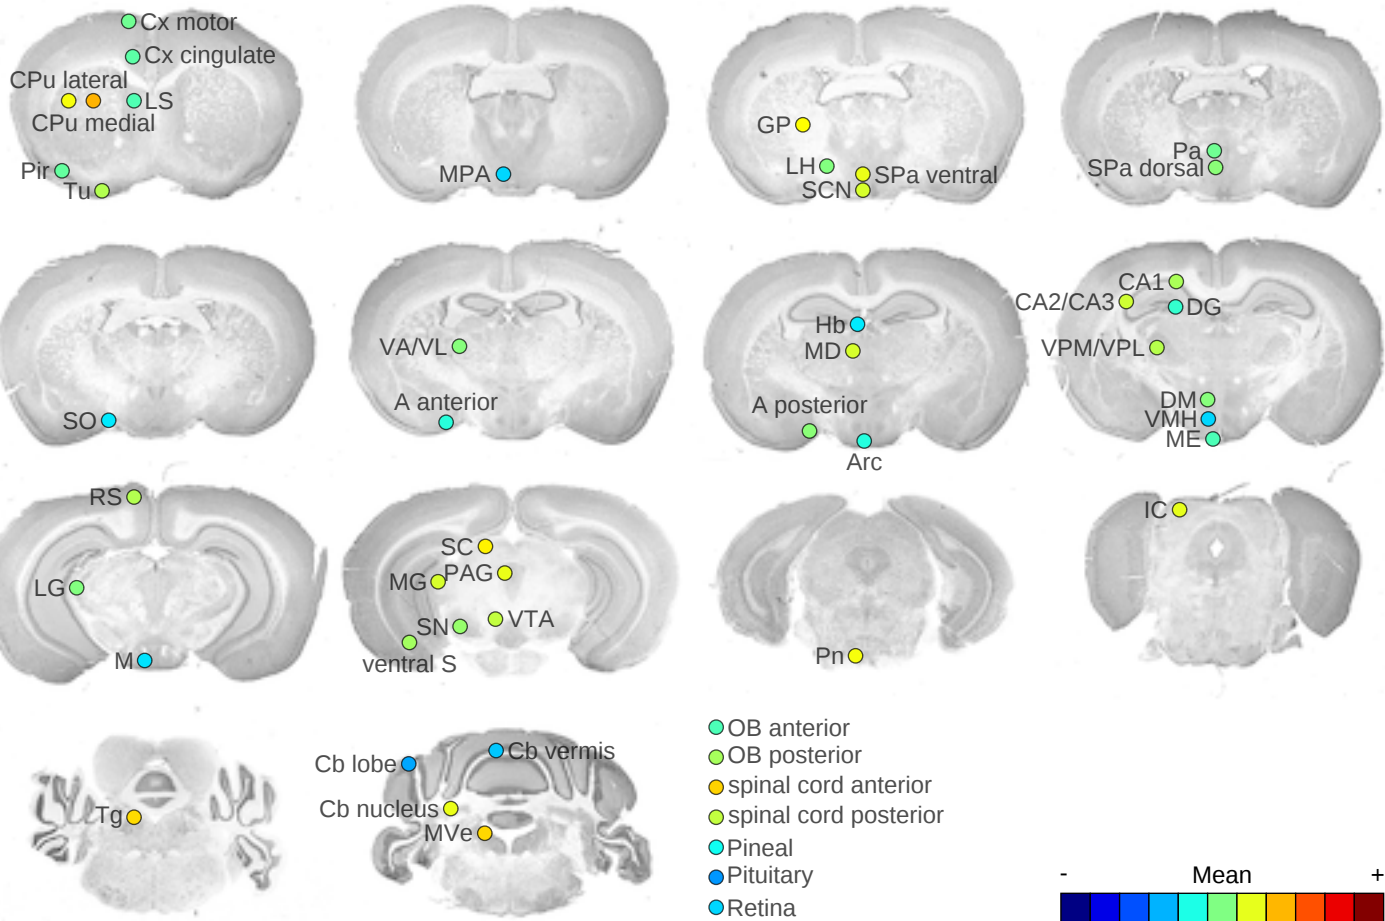 Cx motor
Cx cingulate
CPu lateral
LS
CPu medial
Pir
Tu
MPA
GP
LH
SPa ventral
SCN
Pa
SPa dorsal
SO
VA/VL
A anterior
Hb
MD
A posterior
Arc
CA1
CA2/CA3
DG
VPM/VPL
DM
VMH
ME
RS
LG
M
SC
MG
PAG
SN
VTA
ventral S
Pn
IC
Tg
Cb lobe
Cb vermis
Cb nucleus
MVe
OB anterior
OB posterior
spinal cord anterior
spinal cord posterior
Pineal
Pituitary
Retina
- Mean +